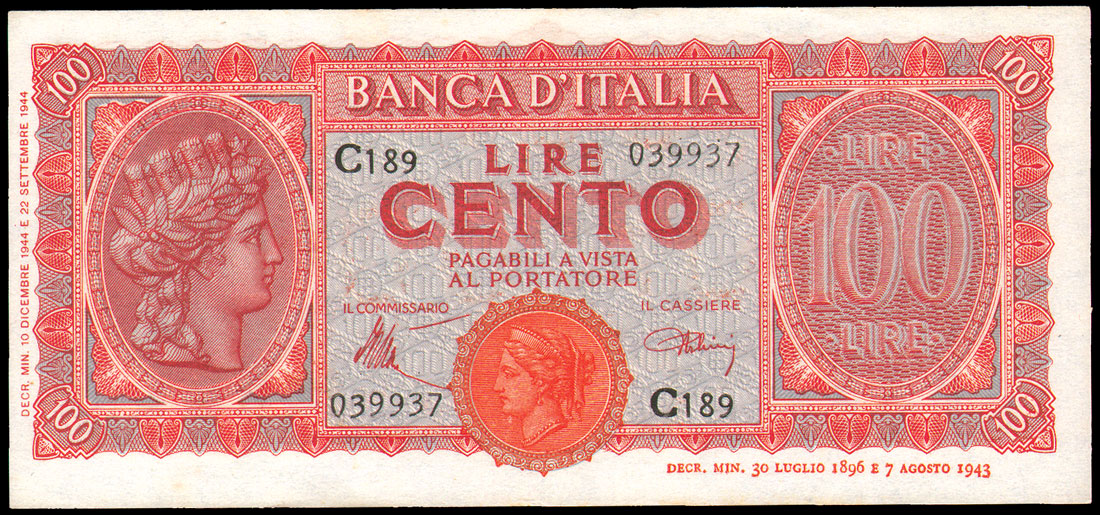 100
100
BANCA D'ITALIA
C189
LIRE
039937
CENTO
PAGABILI A VISTA
AL PORTATORE
IL COMMISSARIO
IL CASSIERE
039937
C189
LIRE
100
LIRE
100
100
DECR. MIN. 10 DICEMBRE 1944 E 22 SETTEMBRE 1944
DECR. MIN. 30 LUGLIO 1896 E 7 AGOSTO 1943